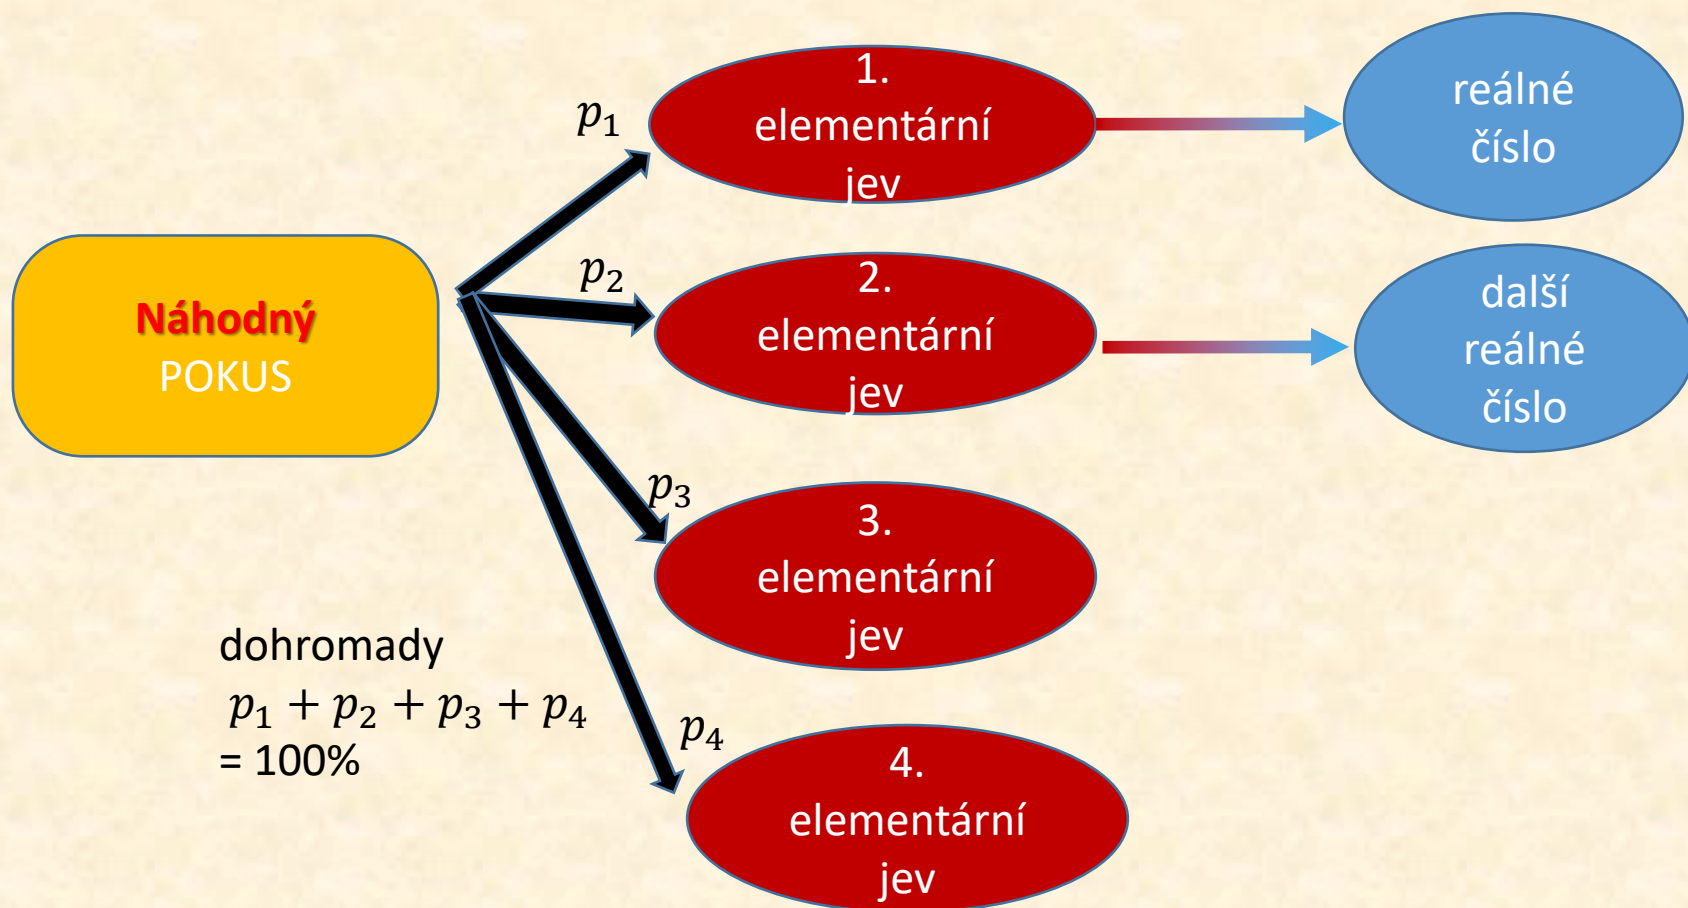 Náhodný
POKUS
p₁
1.
elementární
jev
reálné
číslo
p₂
2.
elementární
jev
další
reálné
číslo
p₃
3.
elementární
jev
p₄
4.
elementární
jev
dohromady
p₁ + p₂ + p₃ + p₄
= 100%